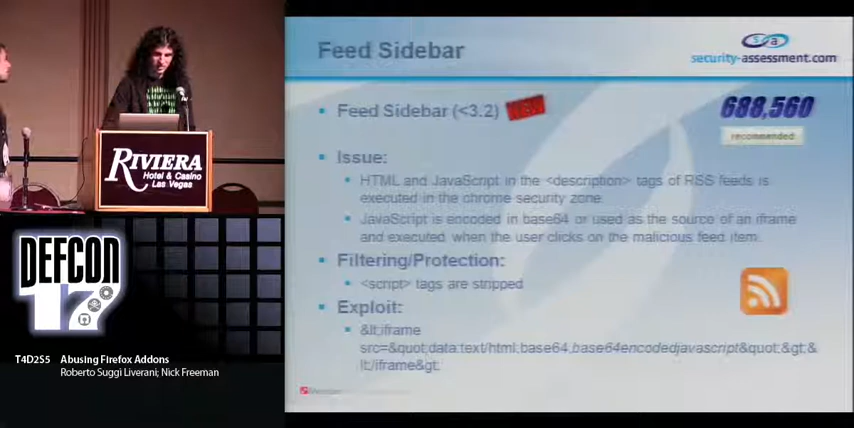 Feed Sidebar
security-assessment.com
Feed Sidebar (<3.2)
688,560
recommended
Issue:
HTML and JavaScript in the <description> tags of RSS feeds is
executed in the chrome security zone.
JavaScript is encoded in base64 or used as the source of an iframe
and executed when the user clicks on the malicious feed item.
Filtering/Protection:
<script> tags are stripped
Exploit:
&lt;iframe
src=&quot;data:text/html;base64,base64encodedjavascript&quot;&gt;&
lt;/iframe&gt;
RIVIERA
Hotel & Casino
Las Vegas
DEFCON
17
T4D2S5 Abusing Firefox Addons
Roberto Suggi Liverani; Nick Freeman